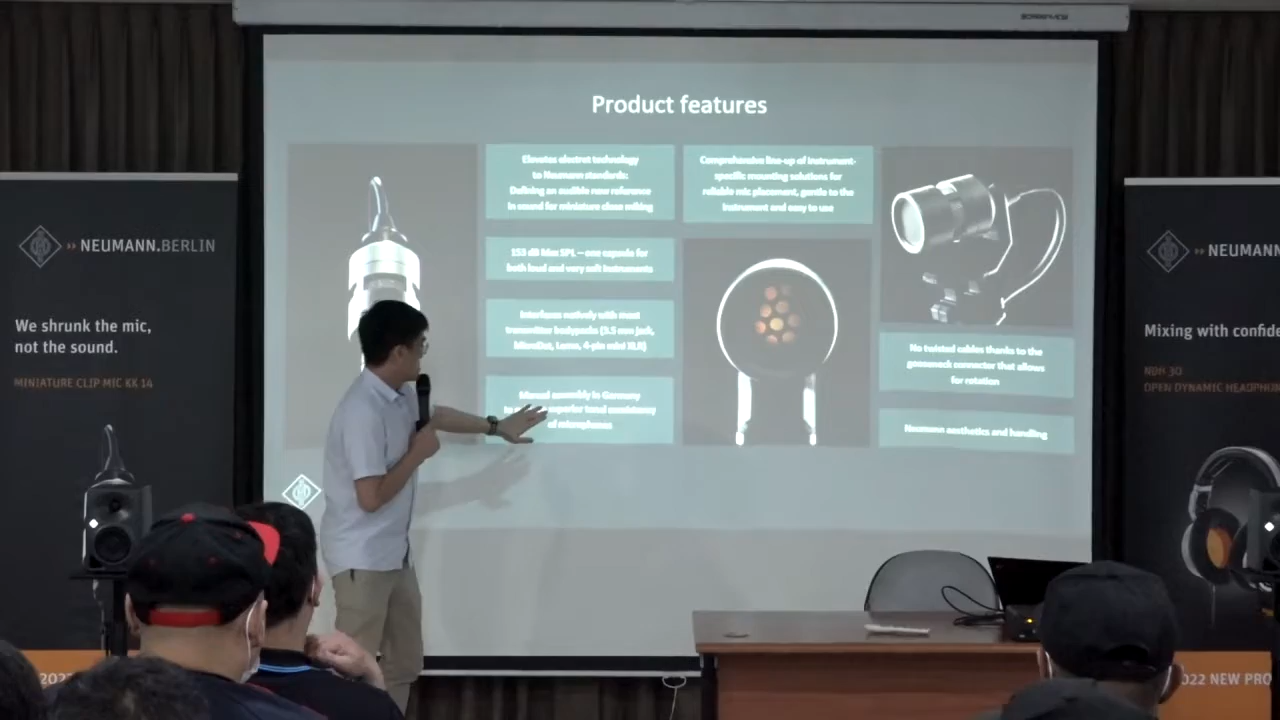 Product features
Elevates electret technology
to Neumann standards:
Defining an audible new reference
in sound for miniature close miking
153 dB Max SPL – one capsule for
both loud and very soft instruments
Interfaces natively with most
transmitter bodypacks (3.5 mm jack,
MicroDot, Lemo, 4-pin mini XLR)
Manual assembly in Germany
superior tonal consistency
of microphones
Comprehensive line-up of instrument-
specific mounting solutions for
reliable mic placement, gentle to the
instrument and easy to use
No twisted cables thanks to the
gooseneck connector that allows
for rotation
Neumann aesthetics and handling
NEUMANN.BERLIN
We shrunk the mic,
not the sound.
MINIATURE CLIP MIC KK 14
202
NEUMANN
Mixing with confide
NDH 30
OPEN DYNAMIC HEADPHON
022 NEW PRO